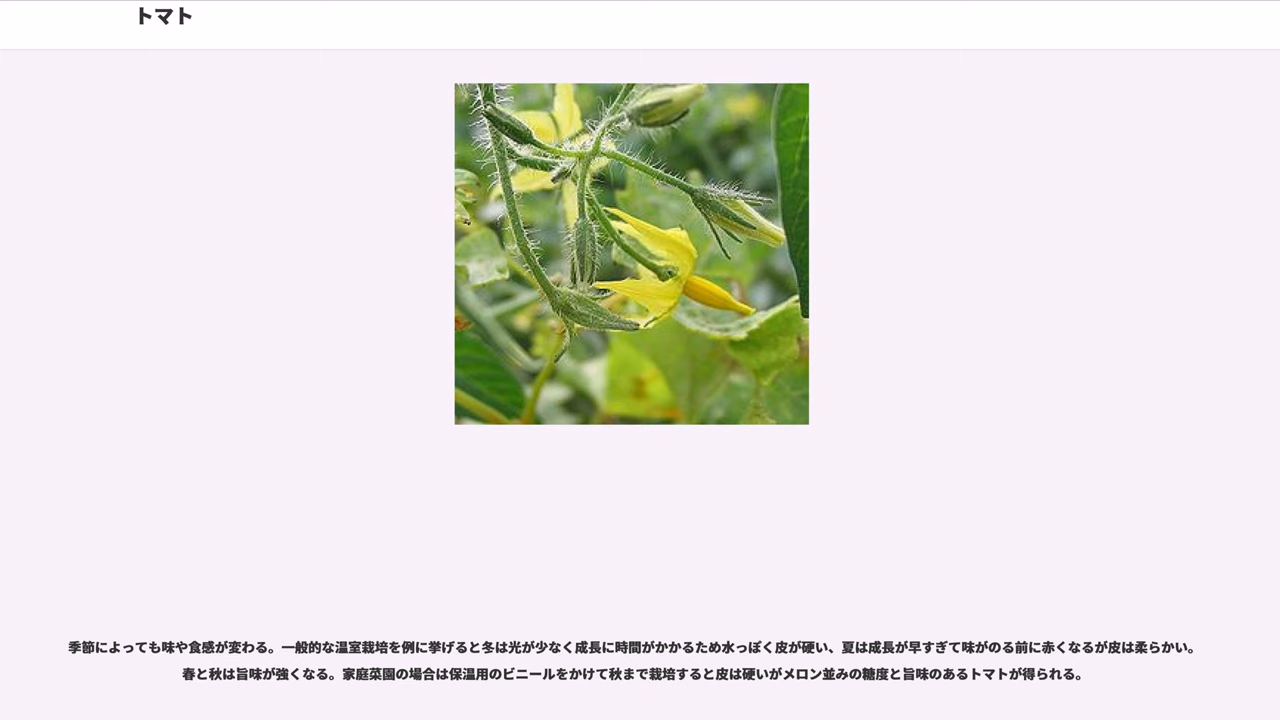 トマト
季節によっても味や食感が変わる。一般的な温室栽培を例に挙げると冬は光が少なく成長に時間がかかるため水っぽく皮が硬い、夏は成長が早すぎて味がのる前に赤くなるが皮は柔らかい。
春と秋は旨味が強くなる。家庭菜園の場合は保温用のビニールをかけて秋まで栽培すると皮は硬いがメロン並みの糖度と旨味のあるトマトが得られる。